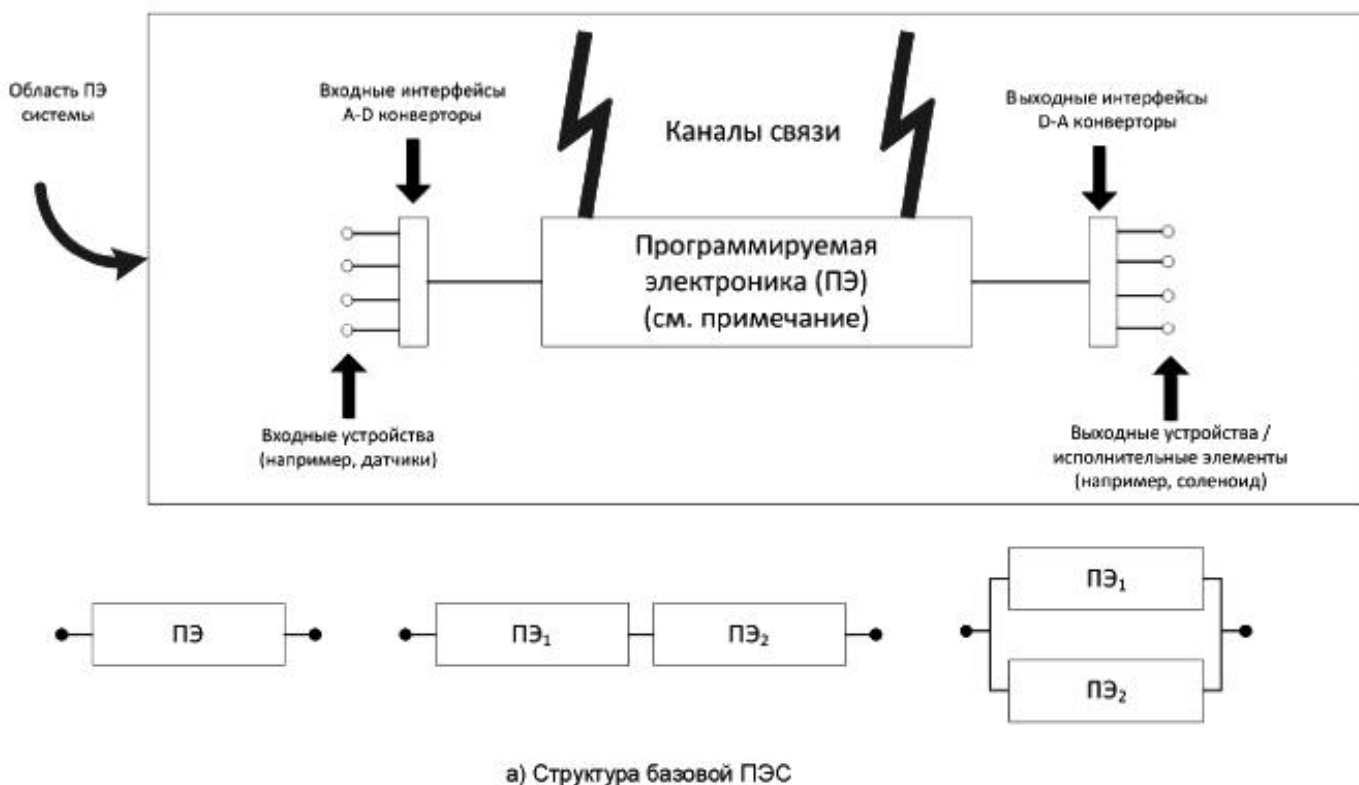 Область ПЭ
системы
Входные интерфейсы
A-D конверторы
Каналы связи
Выходные интерфейсы
D-A конверторы
Программируемая
электроника (ПЭ)
(см. примечание)
Входные устройства
(например, датчики)
Выходные устройства /
исполнительные элементы
(например, соленоид)
ПЭ
ПЭ₁
ПЭ₂
ПЭ₁
ПЭ₂
а) Структура базовой ПЭС